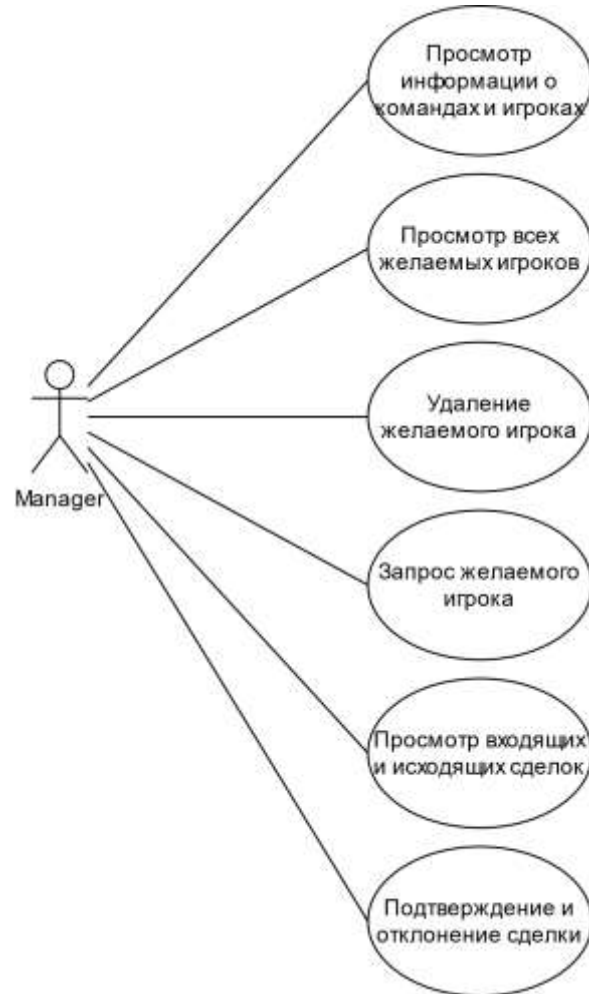 Просмотр
информации о
командах и игроках
Просмотр всех
желаемых игроков
Удаление
желаемого игрока
Manager
Запрос желаемого
игрока
Просмотр входящих
и исходящих сделок
Подтверждение и
отклонение сделки